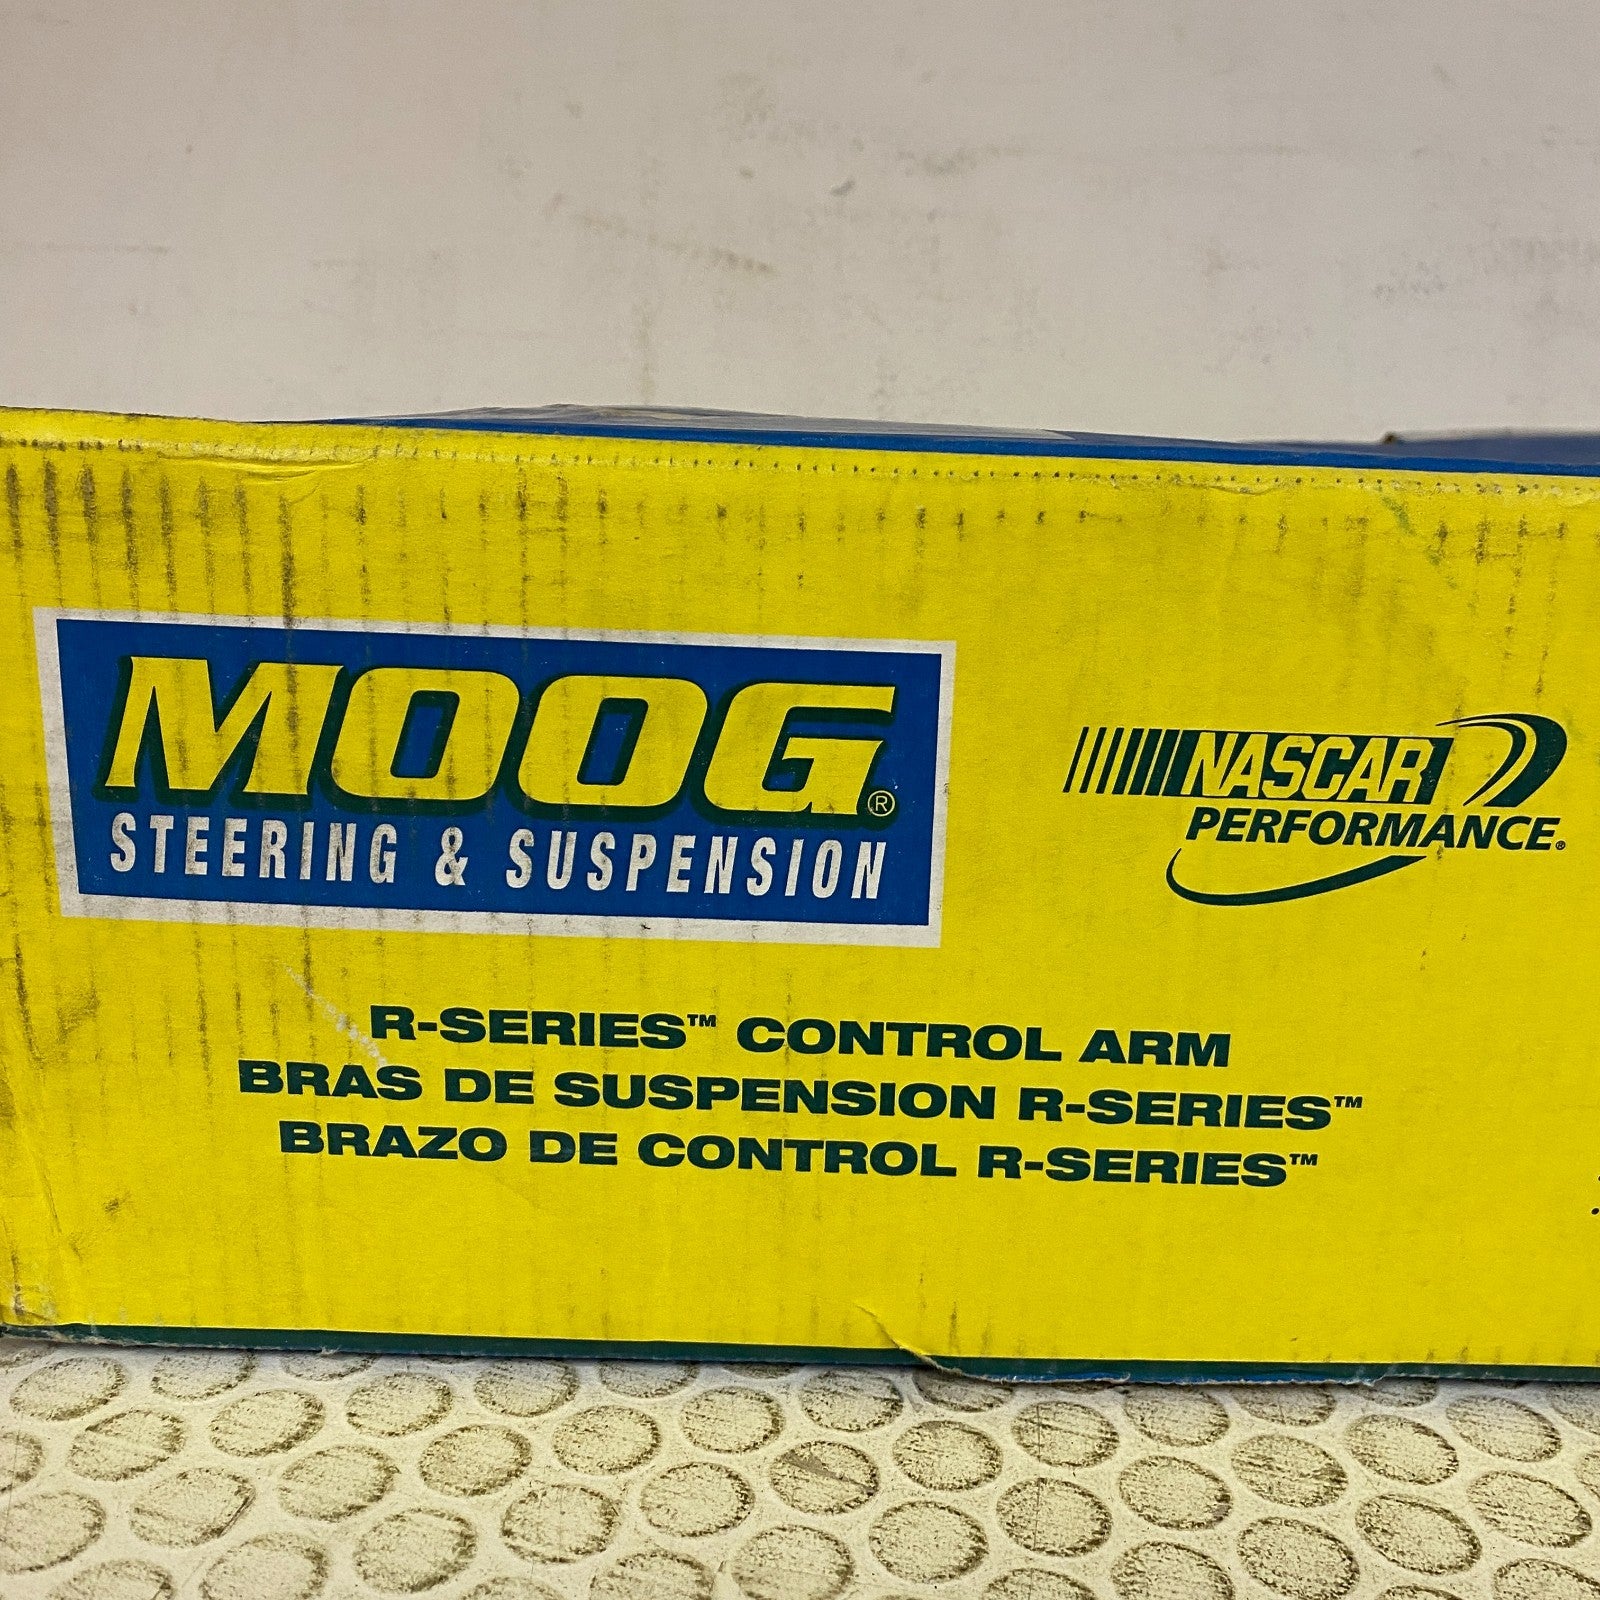 MOOG®
STEERING & SUSPENSION
NASCAR
PERFORMANCE®
R-SERIES™ CONTROL ARM
BRAS DE SUSPENSION R-SERIES™
BRAZO DE CONTROL R-SERIES™